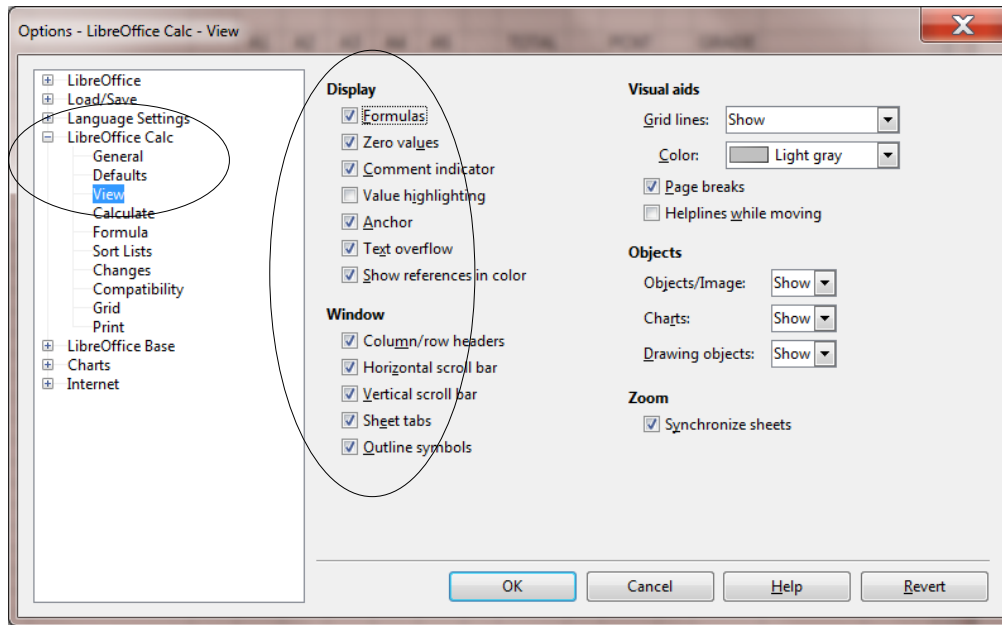 Options - LibreOffice Calc - View
LibreOffice
Load/Save
Language Settings
LibreOffice Calc
General
Defaults
View
Calculate
Formula
Sort Lists
Changes
Compatibility
Grid
Print
LibreOffice Base
Charts
Internet
Display
Formulas
Zero values
Comment indicator
Value highlighting
Anchor
Text overflow
Show references in color
Window
Column/row headers
Horizontal scroll bar
Vertical scroll bar
Sheet tabs
Outline symbols
Visual aids
Grid lines: Show
Color: Light gray
Page breaks
Helplines while moving
Objects
Objects/Image: Show
Charts: Show
Drawing objects: Show
Zoom
Synchronize sheets
OK Cancel Help Revert